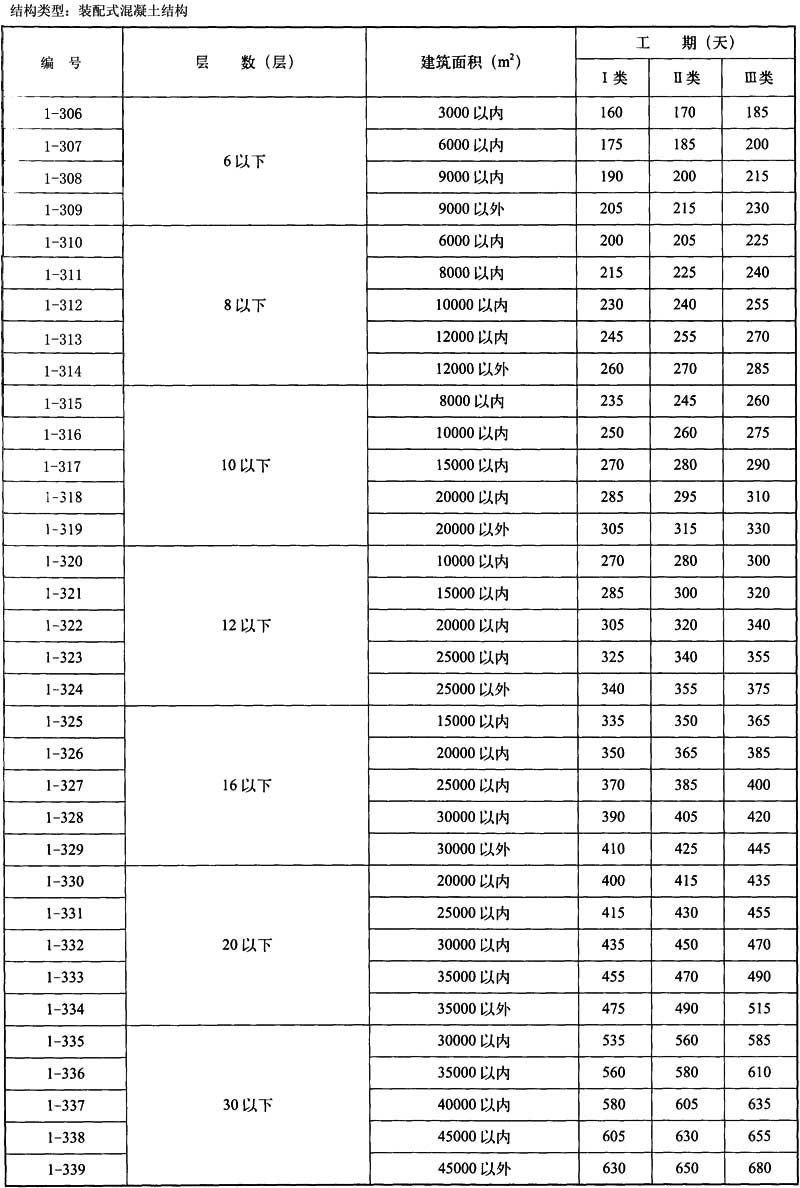 结构类型：装配式混凝土结构
编 号 层 数（层） 建筑面积（m²） 工 期（天）
Ⅰ类 Ⅱ类 Ⅲ类
1-306 6以下 3000以内 160 170 185
1-307 6000以内 175 185 200
1-308 9000以内 190 200 215
1-309 9000以外 205 215 230
1-310 8以下 6000以内 200 205 225
1-311 8000以内 215 225 240
1-312 10000以内 230 240 255
1-313 12000以内 245 255 270
1-314 12000以外 260 270 285
1-315 10以下 8000以内 235 245 260
1-316 10000以内 250 260 275
1-317 15000以内 270 280 290
1-318 20000以内 285 295 310
1-319 20000以外 305 315 330
1-320 12以下 10000以内 270 280 300
1-321 15000以内 285 300 320
1-322 20000以内 305 320 340
1-323 25000以内 325 340 355
1-324 25000以外 340 355 375
1-325 16以下 15000以内 335 350 365
1-326 20000以内 350 365 385
1-327 25000以内 370 385 400
1-328 30000以内 390 405 420
1-329 30000以外 410 425 445
1-330 20以下 20000以内 400 415 435
1-331 25000以内 415 430 455
1-332 30000以内 435 450 470
1-333 35000以内 455 470 490
1-334 35000以外 475 490 515
1-335 30以下 30000以内 535 560 585
1-336 35000以内 560 580 610
1-337 40000以内 580 605 635
1-338 45000以内 605 630 655
1-339 45000以外 630 650 680